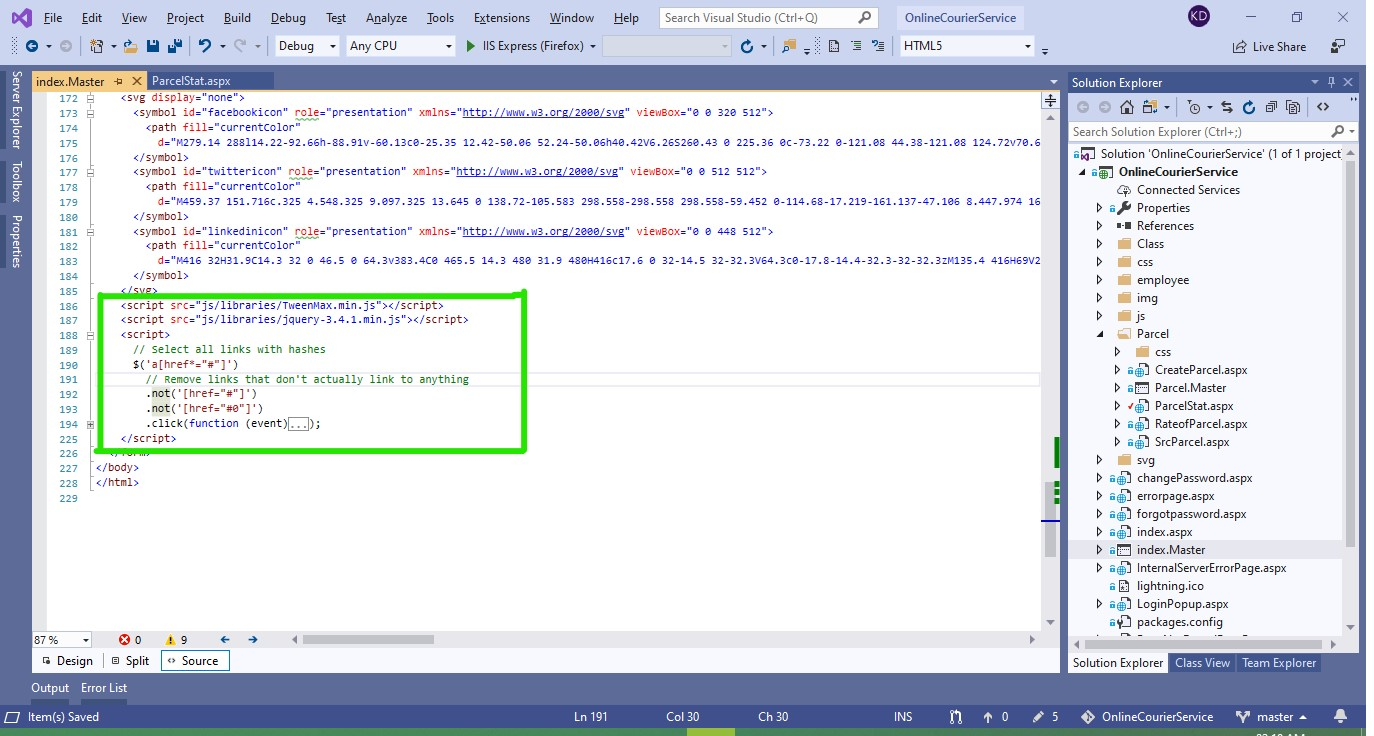 File Edit View Project Build Debug Test Analyze Tools Extensions Window Help Search Visual Studio (Ctrl+Q) OnlineCourierService KD
Debug Any CPU IIS Express (Firefox) HTML5 Live Share
Server Explorer
Toolbox
Properties
index.Master ParcelStat.aspx
172 <svg display="none">
173 <symbol id="facebookicon" role="presentation" xmlns="http://www.w3.org/2000/svg" viewBox="0 0 320 512">
174 <path fill="currentColor"
175 d="M279.14 288l14.22-92.66h-88.91v-60.13c0-25.35 12.42-50.06 52.24-50.06h40.42V6.26S260.43 0 225.36 0c-73.22 0-121.08 44.38-121.08 124.72v70.6
176 </symbol>
177 <symbol id="twittericon" role="presentation" xmlns="http://www.w3.org/2000/svg" viewBox="0 0 512 512">
178 <path fill="currentColor"
179 d="M459.37 151.716c.325 4.548.325 9.097.325 13.645 0 138.72-105.583 298.558-298.558 298.558-59.452 0-114.68-17.219-161.137-47.106 8.447.974 16
180 </symbol>
181 <symbol id="linkedinicon" role="presentation" xmlns="http://www.w3.org/2000/svg" viewBox="0 0 448 512">
182 <path fill="currentColor"
183 d="M416 32H31.9C14.3 32 0 46.5 0 64.3v383.4C0 465.5 14.3 480 31.9 480H416c17.6 0 32-14.5 32-32.3V64.3c0-17.8-14.4-32.3-32-32.3zM135.4 416H69V2
184 </symbol>
185 </svg>
186 <script src="js/libraries/TweenMax.min.js"></script>
187 <script src="js/libraries/jquery-3.4.1.min.js"></script>
188 <script>
189 // Select all links with hashes
190 $('a[href*="#"]')
191 // Remove links that don't actually link to anything
192 .not('[href="#"]')
193 .not('[href="#0"]')
194 .click(function (event)...);
225 </script>
226 </form>
227 </body>
228 </html>
229
87 % 0 9
Design Split Source
Output Error List
Solution Explorer
Search Solution Explorer (Ctrl+;)
Solution 'OnlineCourierService' (1 of 1 project
OnlineCourierService
Connected Services
Properties
References
Class
css
employee
img
js
Parcel
css
CreateParcel.aspx
Parcel.Master
ParcelStat.aspx
RateofParcel.aspx
SrcParcel.aspx
svg
changePassword.aspx
errorpage.aspx
forgotpassword.aspx
index.aspx
index.Master
InternalServerErrorPage.aspx
lightning.ico
LoginPopup.aspx
packages.config
Solution Explorer Class View Team Explorer
Item(s) Saved Ln 191 Col 30 Ch 30 INS 0 5 OnlineCourierService master